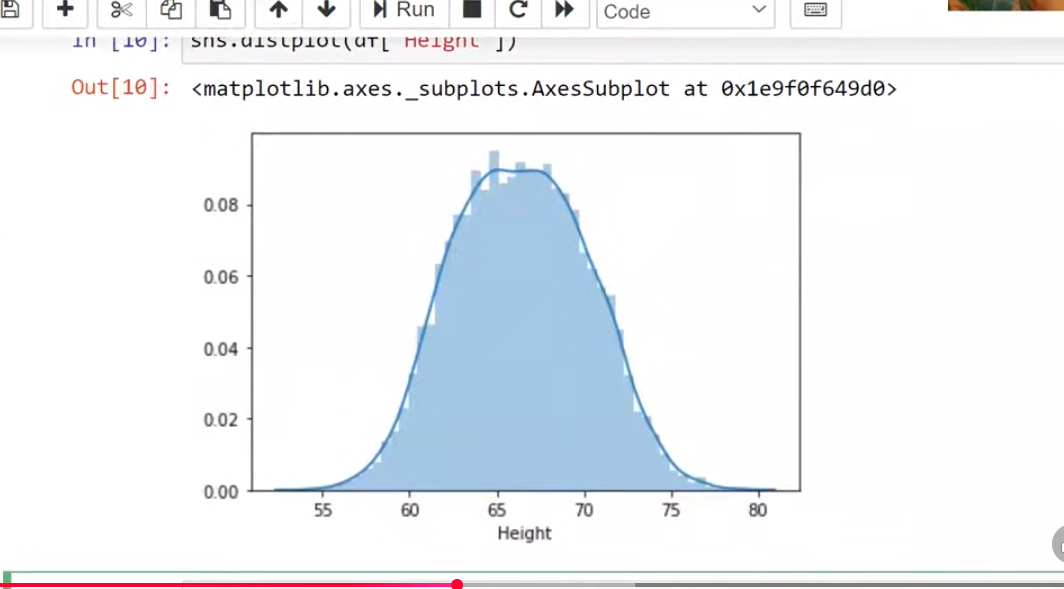 Run
Code
In [10]: sns.distplot(df['Height'])
Out[10]: <matplotlib.axes._subplots.AxesSubplot at 0x1e9f0f649d0>
0.08
0.06
0.04
0.02
0.00
55 60 65 70 75 80
Height